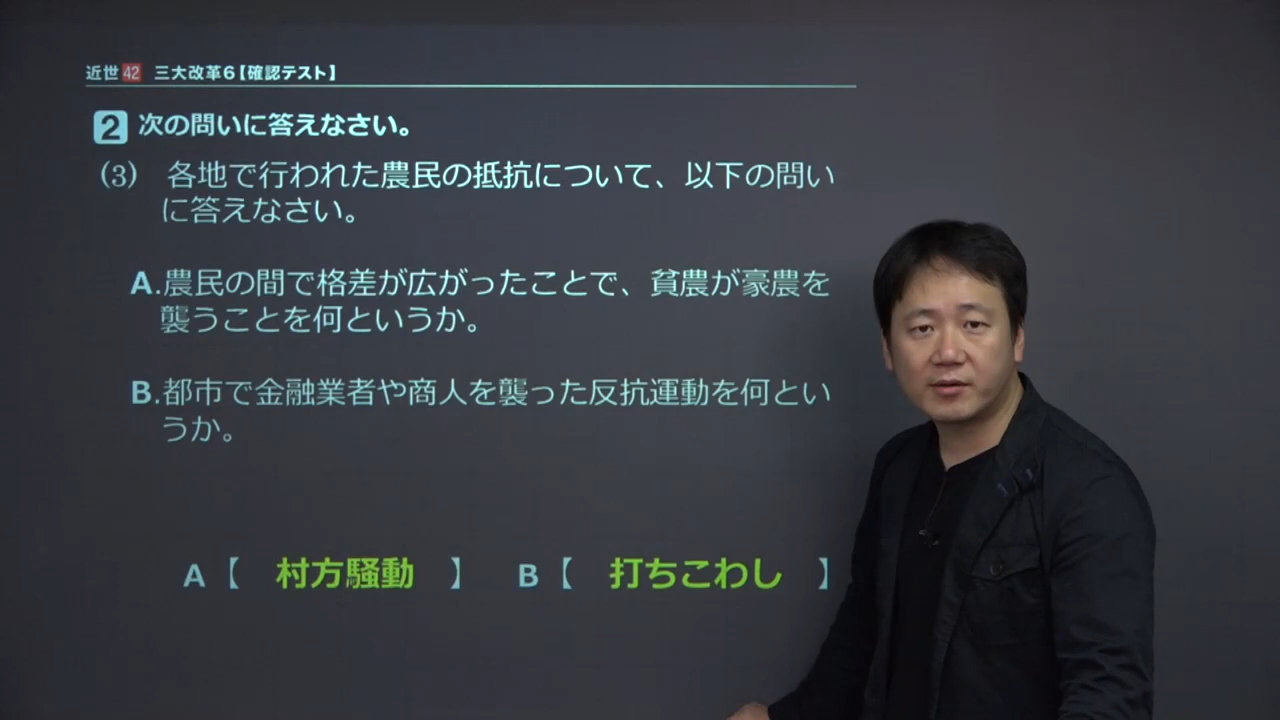 近世 42 三大改革6【確認テスト】
2 次の問いに答えなさい。
(3) 各地で行われた農民の抵抗について、以下の問い
に答えなさい。
A.農民の間で格差が広がったことで、貧農が豪農を
襲うことを何というか。
B.都市で金融業者や商人を襲った反抗運動を何とい
うか。
A【 村方騒動 】 B【 打ちこわし 】